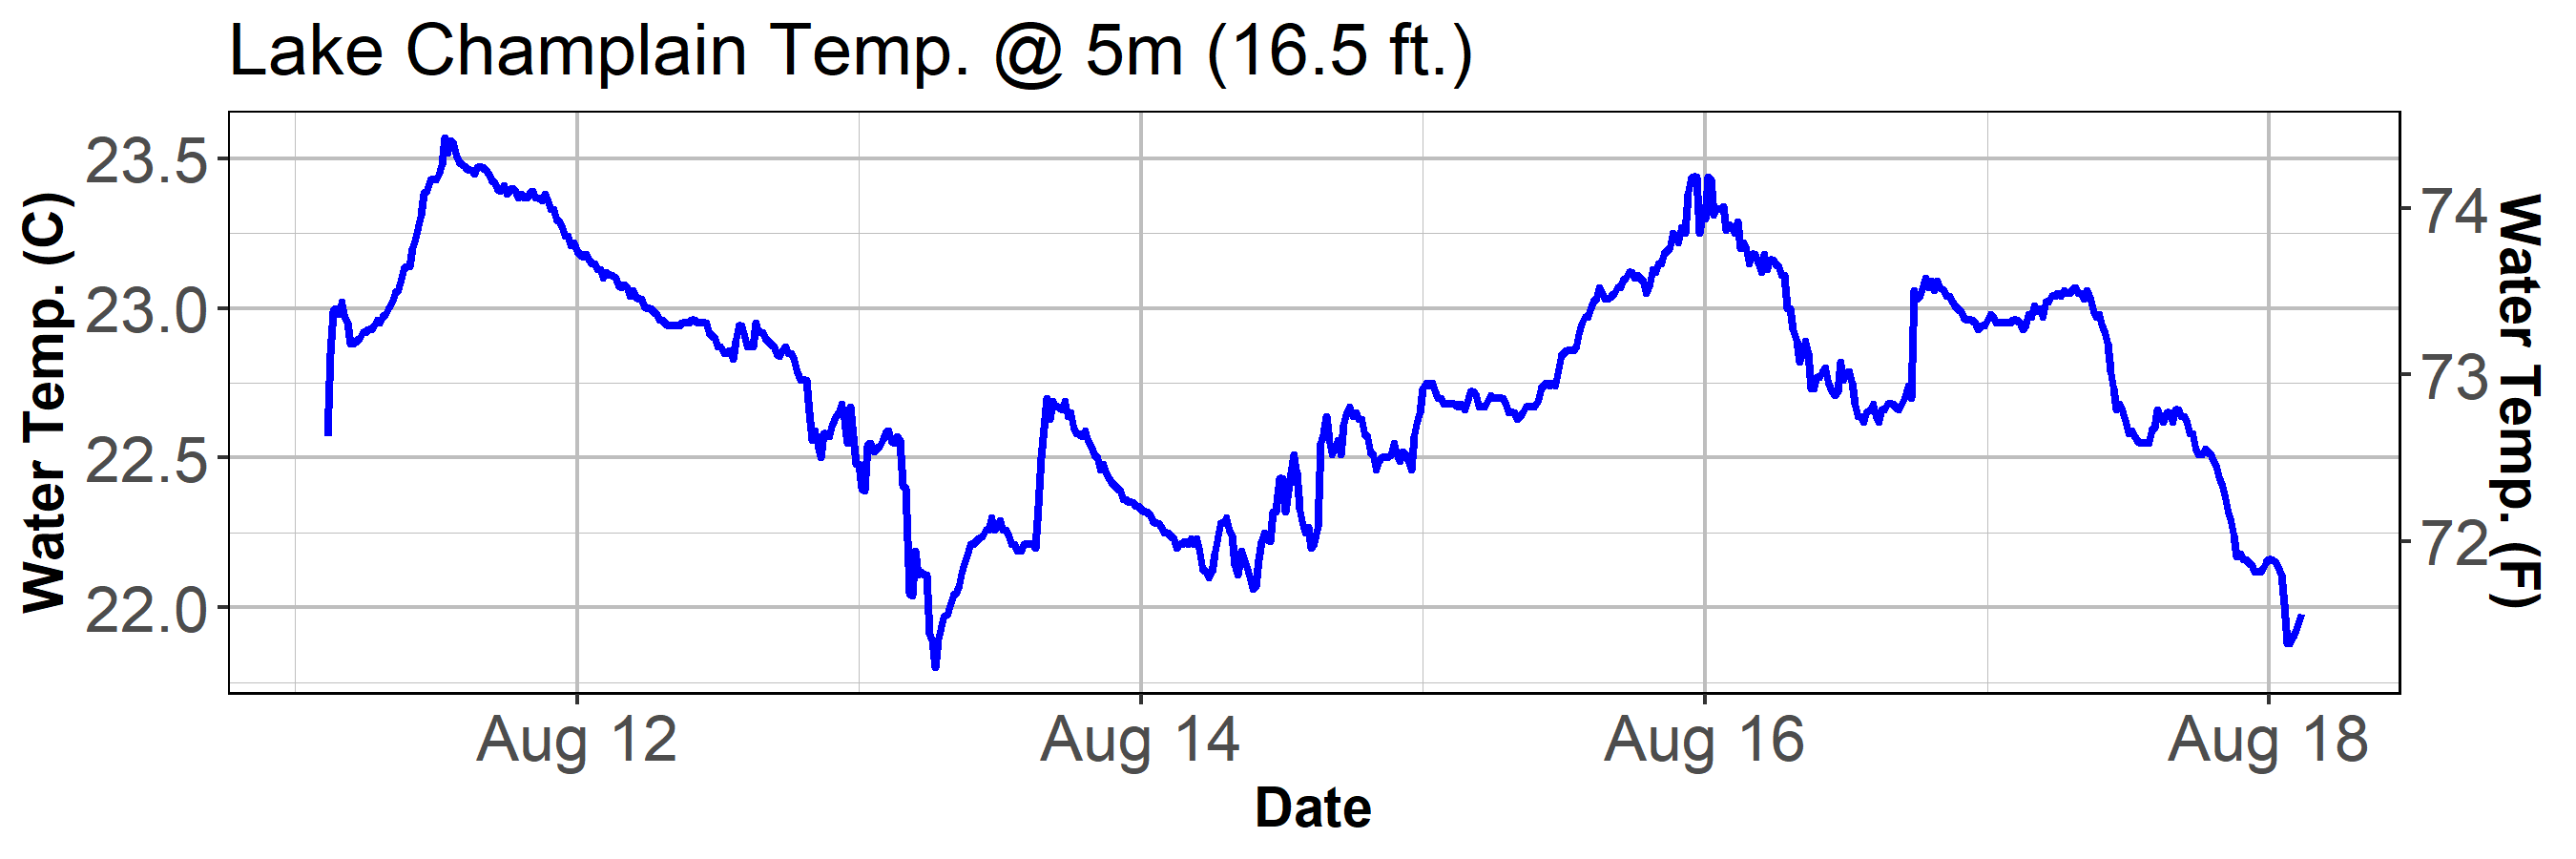 Lake Champlain Temp. @ 5m (16.5 ft.)
Water Temp. (C)
23.5
23.0
22.5
22.0
74
73
72
Water Temp. (F)
Aug 12
Aug 14
Aug 16
Aug 18
Date